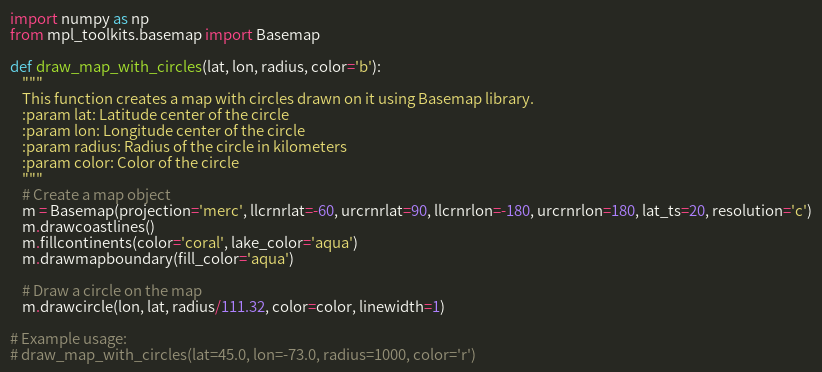 import numpy as np
from mpl_toolkits.basemap import Basemap

def draw_map_with_circles(lat, lon, radius, color='b'):
    """
    This function creates a map with circles drawn on it using Basemap library.
    :param lat: Latitude center of the circle
    :param lon: Longitude center of the circle
    :param radius: Radius of the circle in kilometers
    :param color: Color of the circle
    """
    # Create a map object
    m = Basemap(projection='merc', llcrnrlat=-60, urcrnrlat=90, llcrnrlon=-180, urcrnrlon=180, lat_ts=20, resolution='c')
    m.drawcoastlines()
    m.fillcontinents(color='coral', lake_color='aqua')
    m.drawmapboundary(fill_color='aqua')

    # Draw a circle on the map
    m.drawcircle(lon, lat, radius/111.32, color=color, linewidth=1)

# Example usage:
# draw_map_with_circles(lat=45.0, lon=-73.0, radius=1000, color='r')